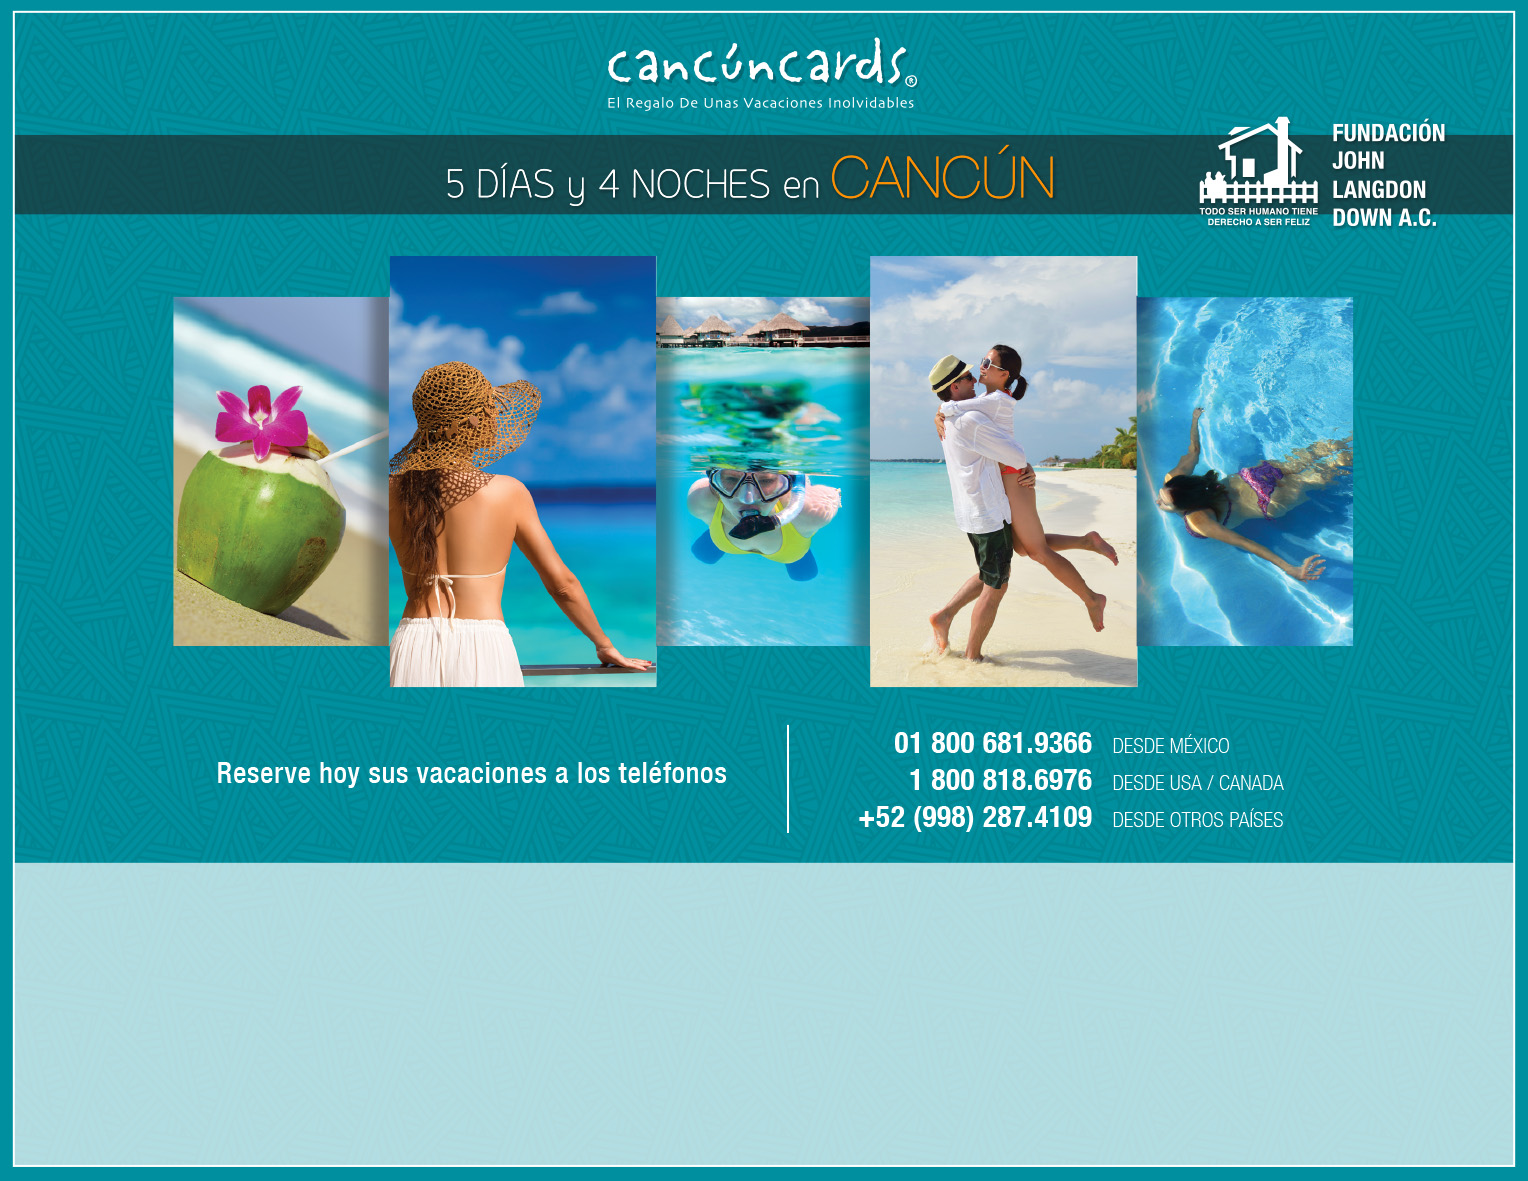 cancúncards®
El Regalo De Unas Vacaciones Inolvidables
5 DÍAS y 4 NOCHES en CANCÚN
FUNDACIÓN
JOHN
LANGDON
DOWN A.C.
TODO SER HUMANO TIENE
DERECHO A SER FELIZ
Reserve hoy sus vacaciones a los teléfonos
01 800 681.9366 DESDE MÉXICO
1 800 818.6976 DESDE USA / CANADA
+52 (998) 287.4109 DESDE OTROS PAÍSES